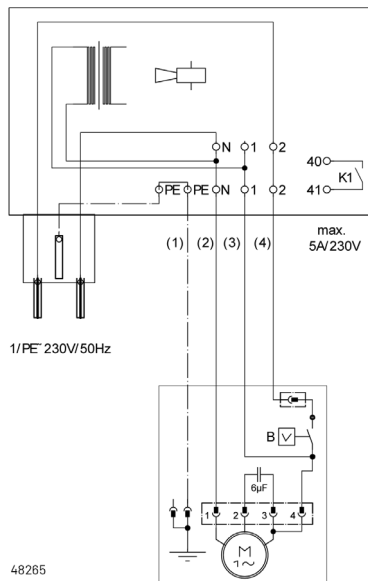 N 1 2
40
K1
PE PE N 1 2
41
(1) (2) (3) (4)
max.
5A/230V
1/PE~ 230V/50Hz
B
6µF
1 2 3 4
M
1~
48265